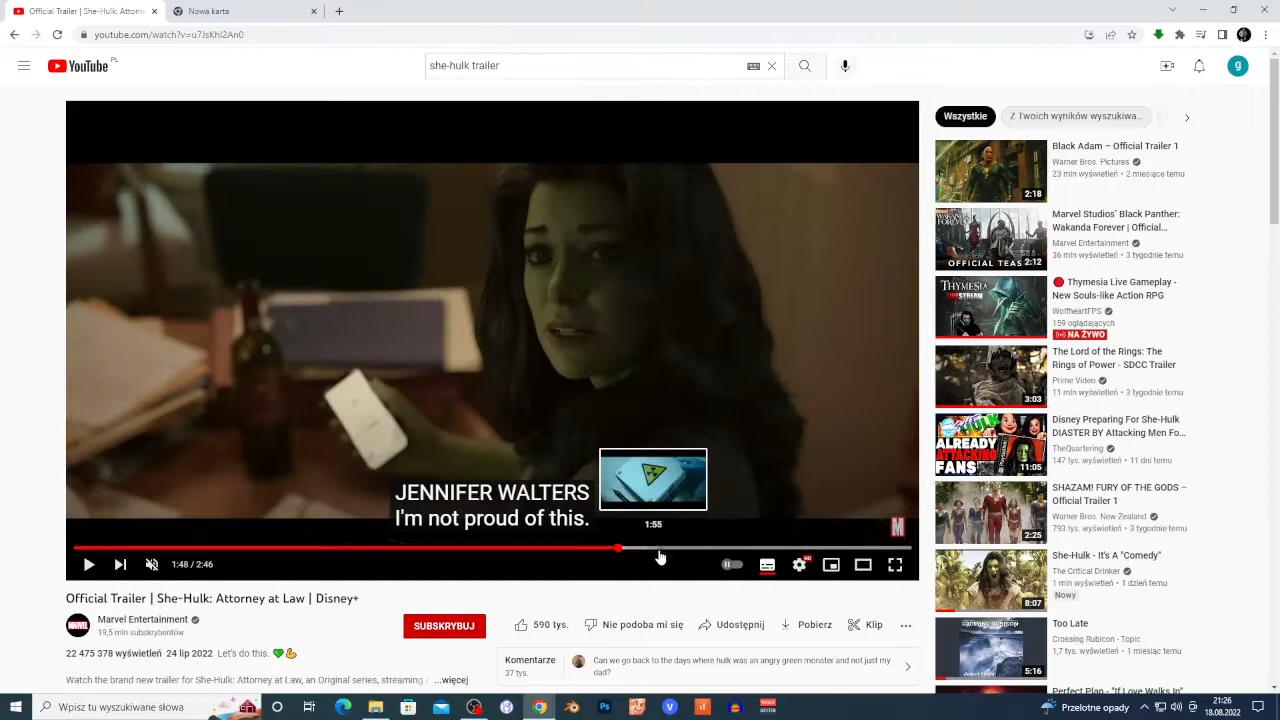 Official Trailer | She-Hulk: Attorn
Nowa karta
youtube.com/watch?v=u7JsKhI2An0
YouTube PL
she-hulk trailer
g
Wszystkie
Z Twoich wyników wyszukiwa...
JENNIFER WALTERS
I'm not proud of this.
1:55
1:48 / 2:46
HD
M
Official Trailer | She-Hulk: Attorney at Law | Disney+
MARVEL
Marvel Entertainment
19,5 mln subskrybentów
SUBSKRYBUJ
590 tys.
Nie podoba mi się
Udostępnij
Pobierz
Klip
22 475 378 wyświetleń 24 lip 2022 Let's do this. 💚💪
Watch the brand new trailer for She-Hulk: Attorney at Law, an Original series, streaming
...więcej
Komentarze
37 tys.
Can we go back to the days where hulk was an angry green monster and not just my
dad?
2:18
Black Adam – Official Trailer 1
Warner Bros. Pictures
23 mln wyświetleń • 2 miesiące temu
WAKANDA
FOREVER
OFFICIAL TEAS
2:12
Marvel Studios' Black Panther:
Wakanda Forever | Official...
Marvel Entertainment
36 mln wyświetleń • 3 tygodnie temu
THYMESIA
LIVESTREAM
🔴 Thymesia Live Gameplay -
New Souls-like Action RPG
WolfheartFPS
159 oglądających
NA ŻYWO
3:03
The Lord of the Rings: The
Rings of Power - SDCC Trailer
Prime Video
11 mln wyświetleń • 3 tygodnie temu
HULK
ALREADY
ATTACKING
FANS
11:05
Disney Preparing For She-Hulk
DIASTER BY Attacking Men Fo...
TheQuartering
147 tys. wyświetleń • 11 dni temu
2:25
SHAZAM! FURY OF THE GODS –
Official Trailer 1
Warner Bros. New Zealand
793 tys. wyświetleń • 3 tygodnie temu
8:07
She-Hulk - It's A "Comedy"
The Critical Drinker
1 mln wyświetleń • 1 dzień temu
Nowy
CROSSING RUBICON
5:16
Too Late
Crossing Rubicon - Topic
1,7 tys. wyświetleń • 1 miesiąc temu
Perfect Plan - "If Love Walks In"
Wpisz tu wyszukiwane słowa
Ps
V
Przelotne opady
21:26
18.08.2022